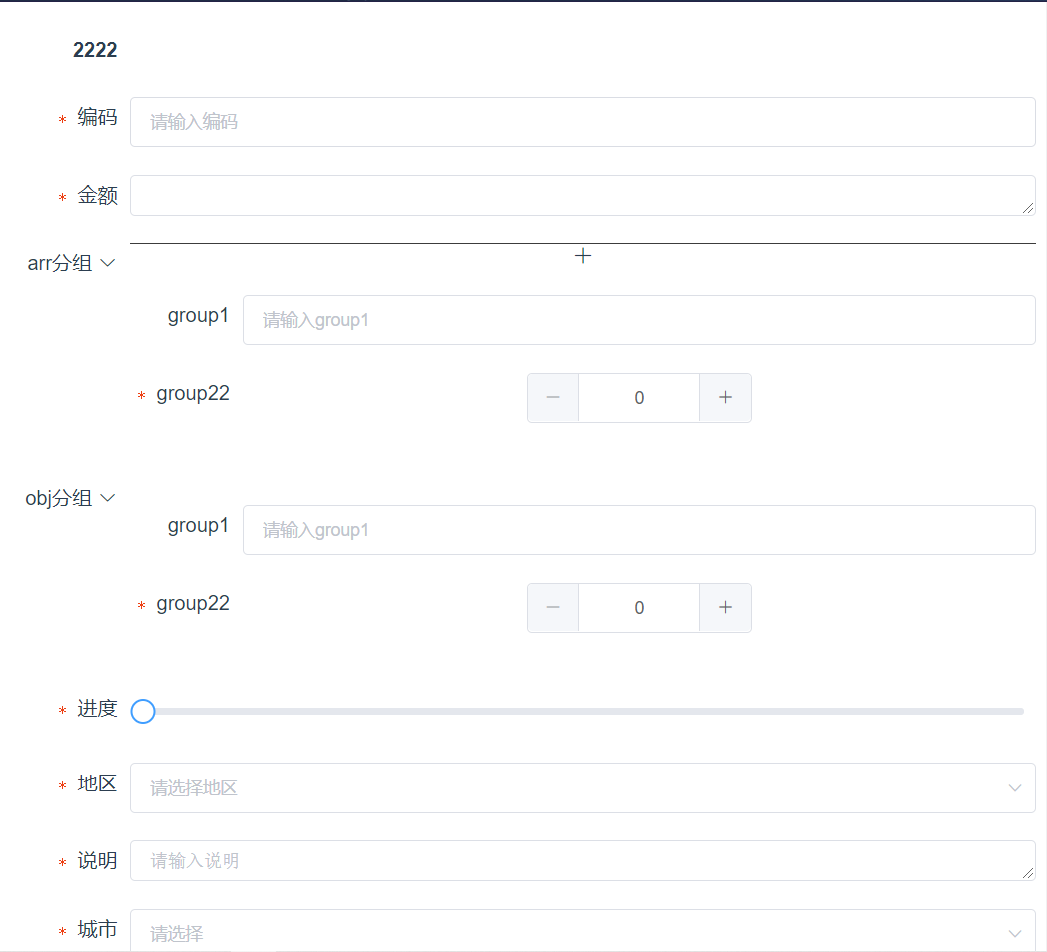 2222
* 编码 请输入编码
* 金额
arr分组
group1 请输入group1
* group22 0
obj分组
group1 请输入group1
* group22 0
* 进度
* 地区 请选择地区
* 说明 请输入说明
* 城市 请选择